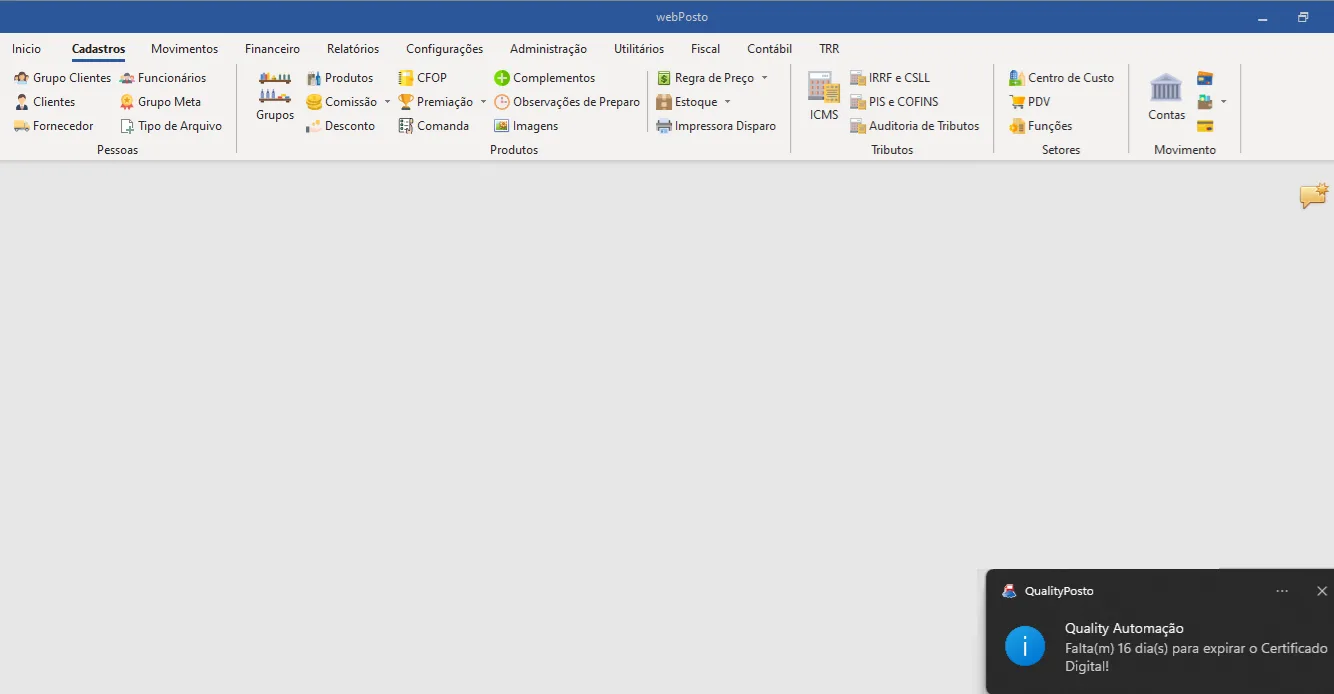 webPosto
Inicio Cadastros Movimentos Financeiro Relatórios Configurações Administração Utilitários Fiscal Contábil TRR
Grupo Clientes Funcionários
Clientes Grupo Meta
Fornecedor Tipo de Arquivo
Pessoas
Grupos
Produtos CFOP Complementos
Comissão Premiação Observações de Preparo
Desconto Comanda Imagens
Regra de Preço
Estoque
Impressora Disparo
Produtos
ICMS
IRRF e CSLL
PIS e COFINS
Auditoria de Tributos
Tributos
Centro de Custo
PDV
Funções
Setores
Contas
Movimento
QualityPosto
Quality Automação
Falta(m) 16 dia(s) para expirar o Certificado
Digital!